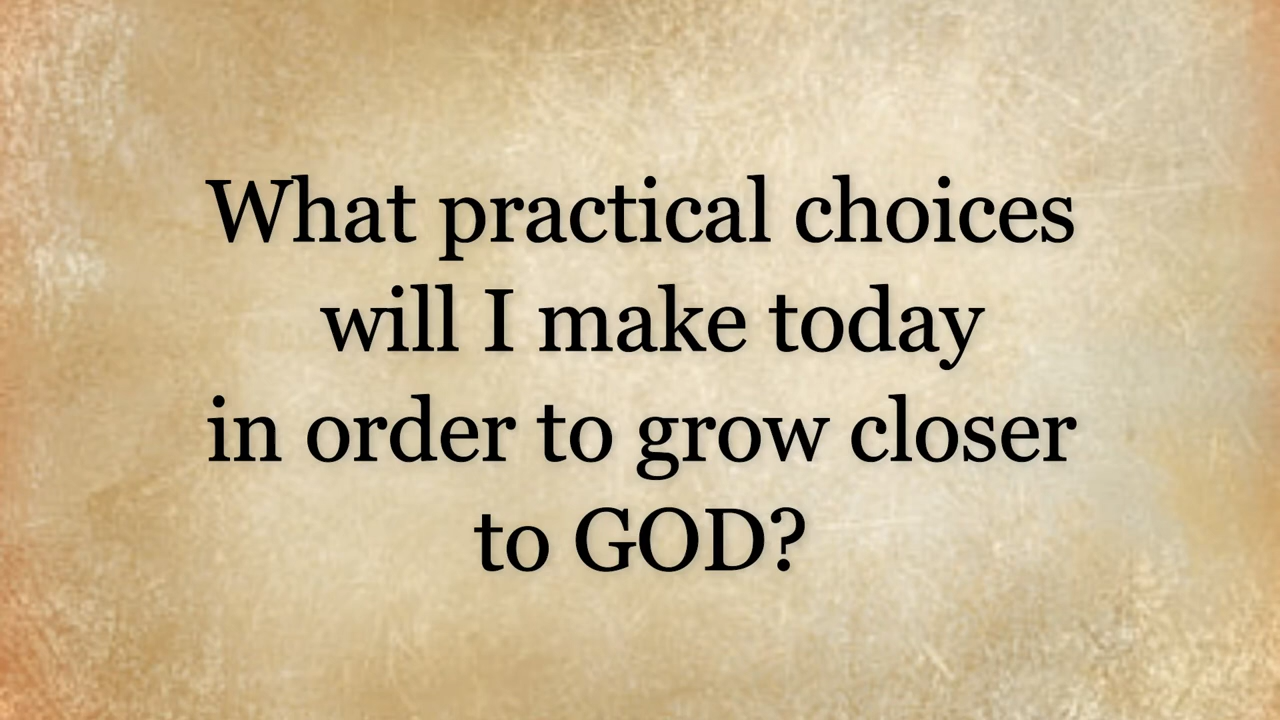 What practical choices
will I make today
in order to grow closer
to GOD?